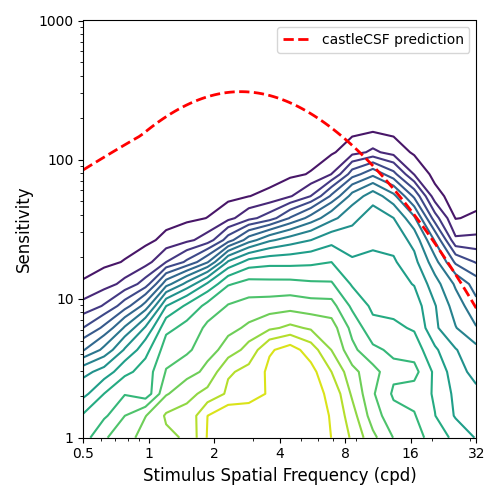 1000
castleCSF prediction
100
10
1
Sensitivity
0.5 1 2 4 8 16 32
Stimulus Spatial Frequency (cpd)